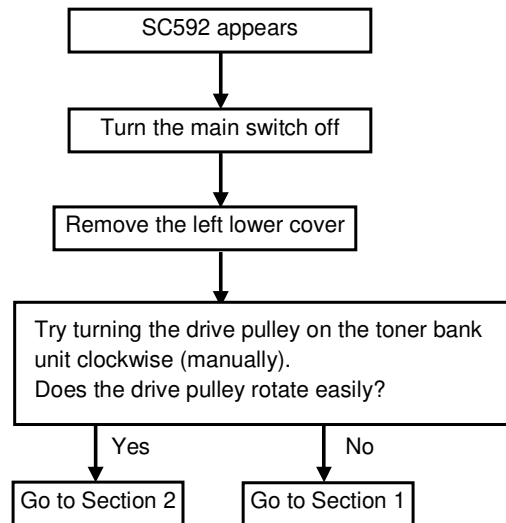 SC592 appears
Turn the main switch off
Remove the left lower cover
Try turning the drive pulley on the toner bank
unit clockwise (manually).
Does the drive pulley rotate easily?
Yes
No
Go to Section 2
Go to Section 1